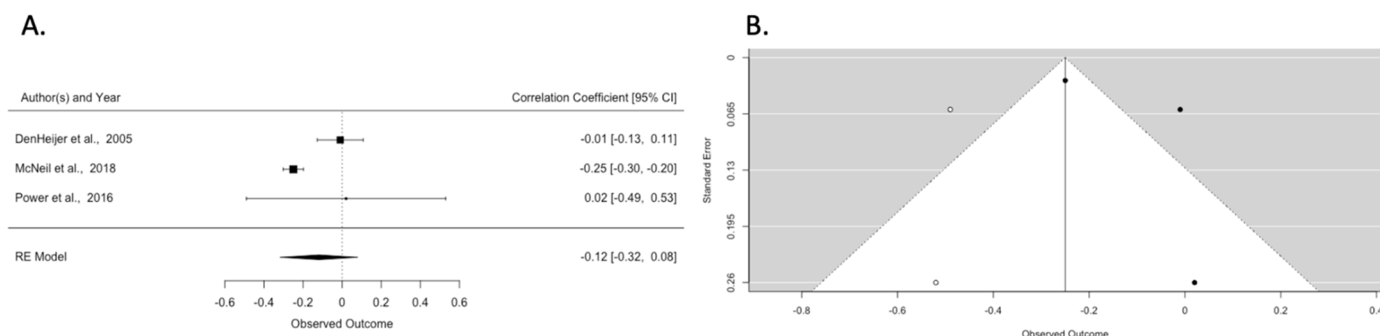 A.
Author(s) and Year Correlation Coefficient [95% CI]
DenHeijer et al., 2005 -0.01 [-0.13, 0.11]
McNeil et al., 2018 -0.25 [-0.30, -0.20]
Power et al., 2016 0.02 [-0.49, 0.53]
RE Model -0.12 [-0.32, 0.08]
-0.6 -0.4 -0.2 0 0.2 0.4 0.6
Observed Outcome
B.
Standard Error
0
0.065
0.13
0.195
0.26
-0.8 -0.6 -0.4 -0.2 0 0.2 0.4
Observed Outcome